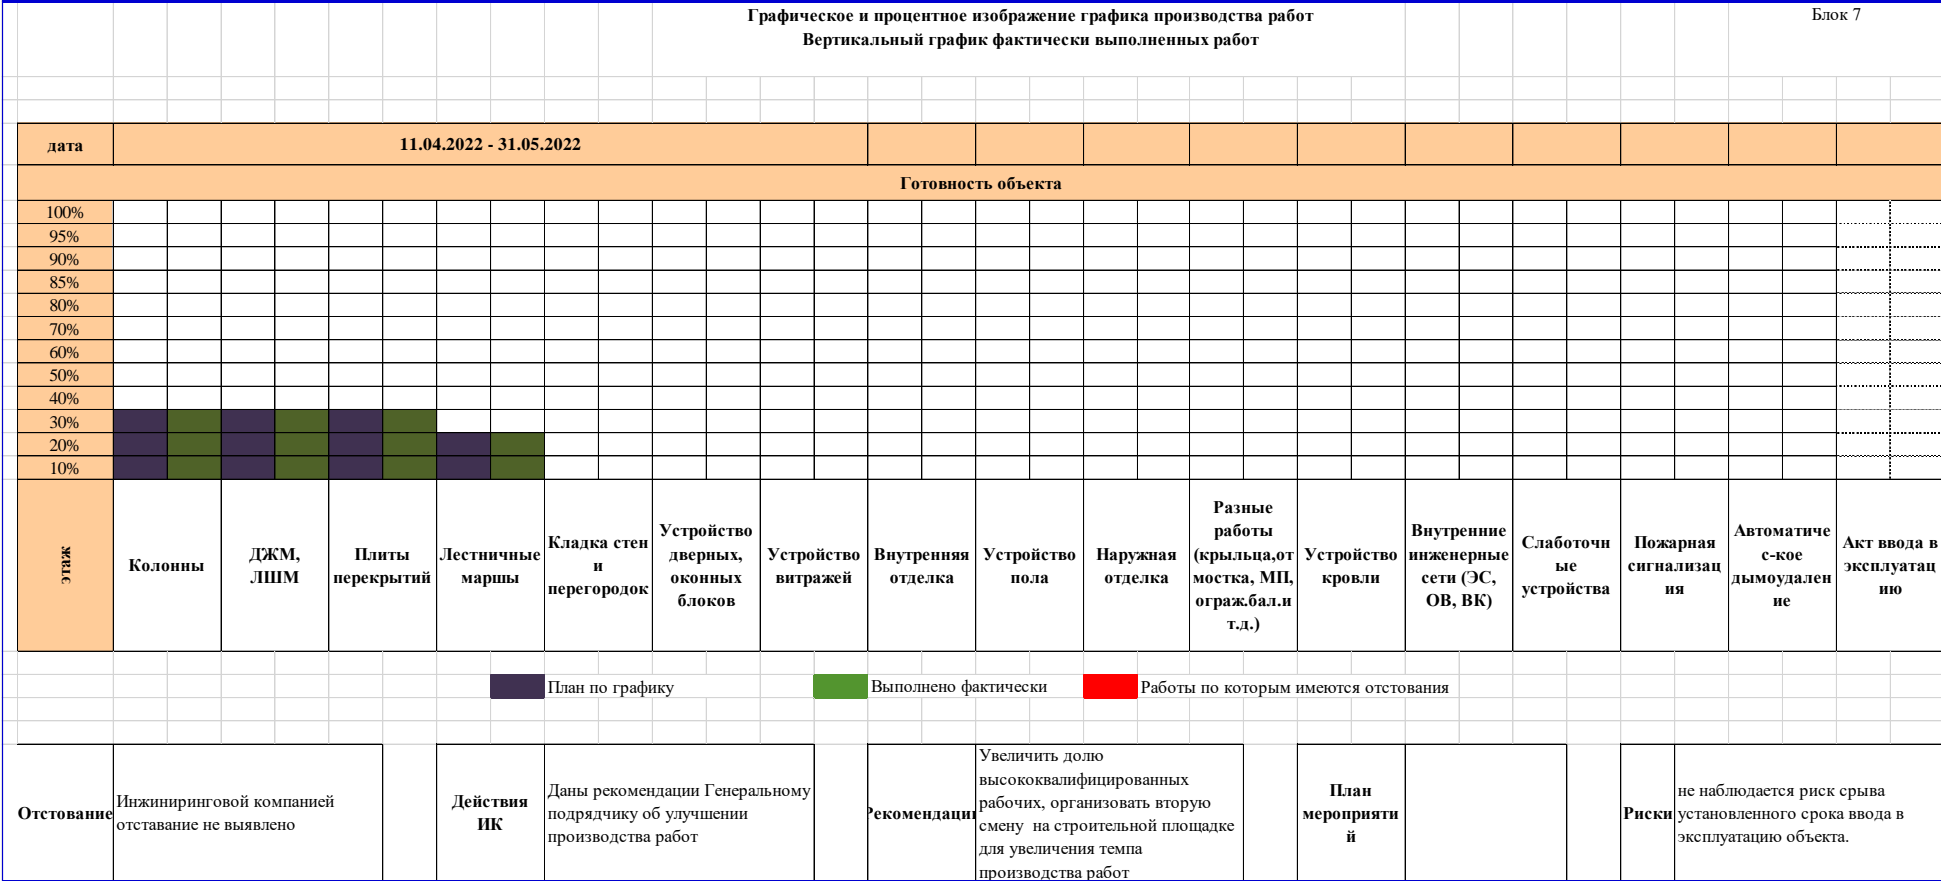 Графическое и процентное изображение графика производства работ
Блок 7
Вертикальный график фактически выполненных работ
дата
11.04.2022 - 31.05.2022
Готовность объекта
100%
95%
90%
85%
80%
70%
60%
50%
40%
30%
20%
10%
этаж
Колонны
ДЖМ,
ЛШМ
Плиты
перекрытий
Лестничные
маршы
Кладка стен
и
перегородок
Устройство
дверных,
оконных
блоков
Устройство
витражей
Внутренняя
отделка
Устройство
пола
Наружная
отделка
Разные
работы
(крыльца,от
мостка, МП,
ограж.бал.и
т.д.)
Устройство
кровли
Внутренние
инженерные
сети (ЭС,
ОВ, ВК)
Слаботочн
ые
устройства
Пожарная
сигнализац
ия
Автоматиче
с-кое
дымоудален
ие
Акт ввода в
эксплуатац
ию
План по графику
Выполнено фактически
Работы по которым имеются отстования
Отстование
Инжиниринговой компанией
отставание не выявлено
Действия
ИК
Даны рекомендации Генеральному
подрядчику об улучшении
производства работ
Рекомендаци
Увеличить долю
высококвалифицированных
рабочих, организовать вторую
смену на строительной площадке
для увеличения темпа
производства работ
План
мероприяти
й
Риски
не наблюдается риск срыва
установленного срока ввода в
эксплуатацию объекта.